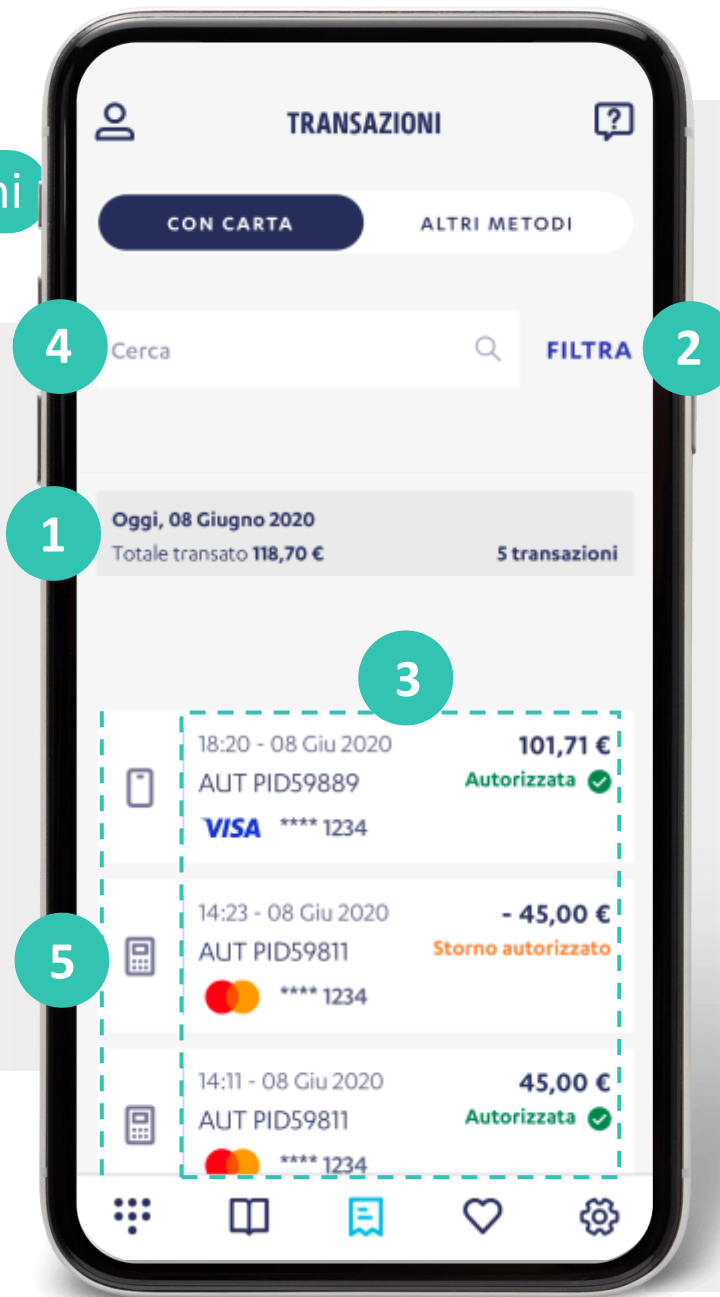 TRANSAZIONI
ni
CON CARTA
ALTRI METODI
4
Cerca
FILTRA
2
1
Oggi, 08 Giugno 2020
Totale transato 118,70 €
5 transazioni
3
18:20 - 08 Giu 2020
101,71 €
AUT PID59889
Autorizzata
VISA **** 1234
5
14:23 - 08 Giu 2020
- 45,00 €
AUT PID59811
Storno autorizzato
**** 1234
14:11 - 08 Giu 2020
45,00 €
AUT PID59811
Autorizzata
**** 1234